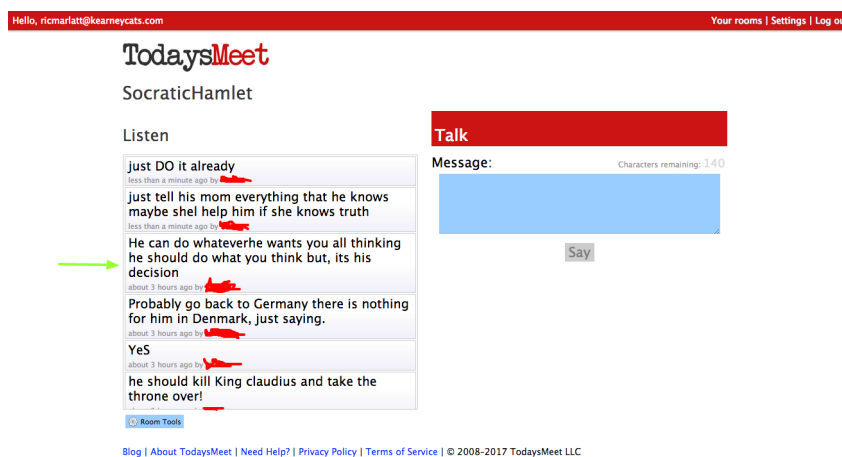 Hello, ricmarlatt@kearneycats.com
Your rooms | Settings | Log ou
TodaysMeet
SocraticHamlet
Listen
just DO it already
less than a minute ago by
just tell his mom everything that he knows
maybe shel help him if she knows truth
less than a minute ago by
He can do whateverhe wants you all thinking
he should do what you think but, its his
decision
about 3 hours ago by
Probably go back to Germany there is nothing
for him in Denmark, just saying.
about 3 hours ago by
YeS
about 3 hours ago by
he should kill King claudius and take the
throne over!
Room Tools
Talk
Message:
Characters remaining: 140
Say
Blog | About TodaysMeet | Need Help? | Privacy Policy | Terms of Service | © 2008-2017 TodaysMeet LLC